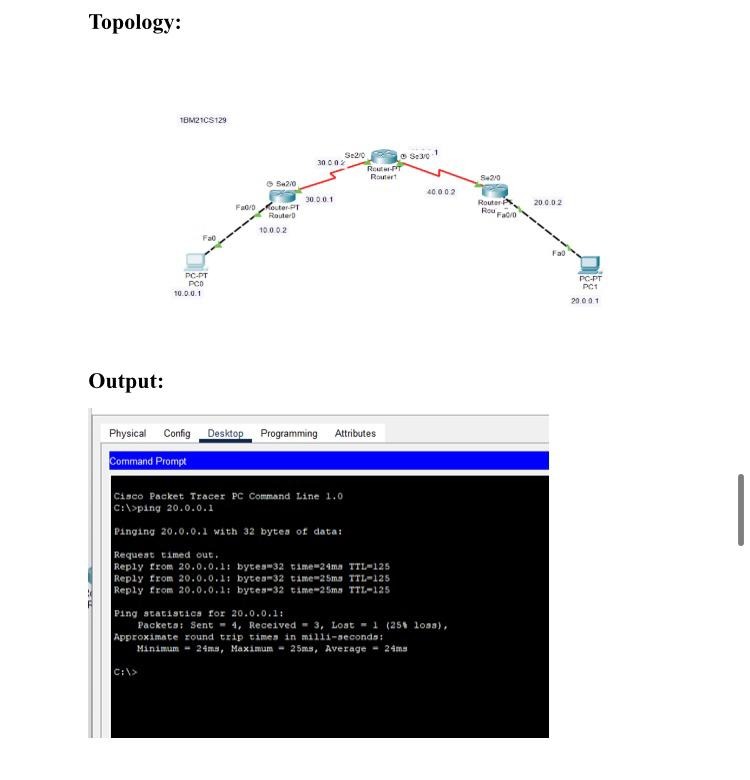 Topology:
1BM21CS129
Se2/0
Se3/0
1
30.0.0.2
Router-PT
Router1
Se2/0
Se2/0
40.0.0.2
30.0.0.1
20.0.0.2
Fa0/0
Router-PT
Router0
Rou
Fa0/0
10.0.0.2
Fa0
Fa0
PC-PT
PC0
10.0.0.1
PC-PT
PC1
20.0.0.1
Output:
Physical Config Desktop Programming Attributes
Command Prompt
Cisco Packet Tracer PC Command Line 1.0
C:\>ping 20.0.0.1
Pinging 20.0.0.1 with 32 bytes of data:
Request timed out.
Reply from 20.0.0.1: bytes=32 time=24ms TTL=125
Reply from 20.0.0.1: bytes=32 time=25ms TTL=125
Reply from 20.0.0.1: bytes=32 time=25ms TTL=125
Ping statistics for 20.0.0.1:
Packets: Sent = 4, Received = 3, Lost = 1 (25% loss),
Approximate round trip times in milli-seconds:
Minimum = 24ms, Maximum = 25ms, Average = 24ms
C:\>